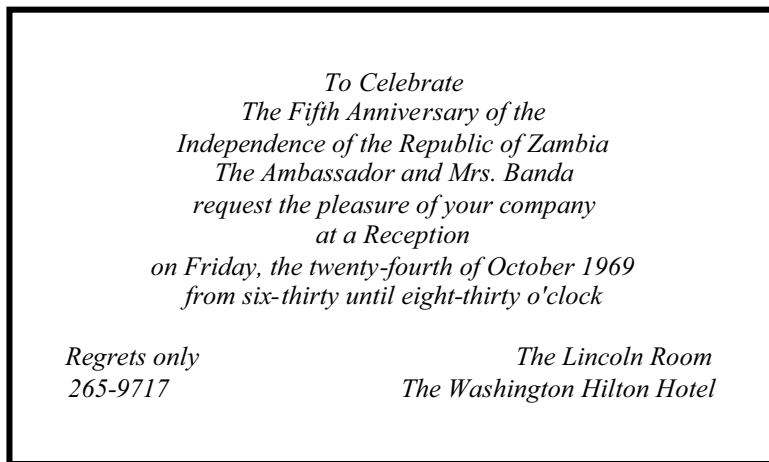 To Celebrate
The Fifth Anniversary of the
Independence of the Republic of Zambia
The Ambassador and Mrs. Banda
request the pleasure of your company
at a Reception
on Friday, the twenty-fourth of October 1969
from six-thirty until eight-thirty o'clock
Regrets only
265-9717
The Lincoln Room
The Washington Hilton Hotel